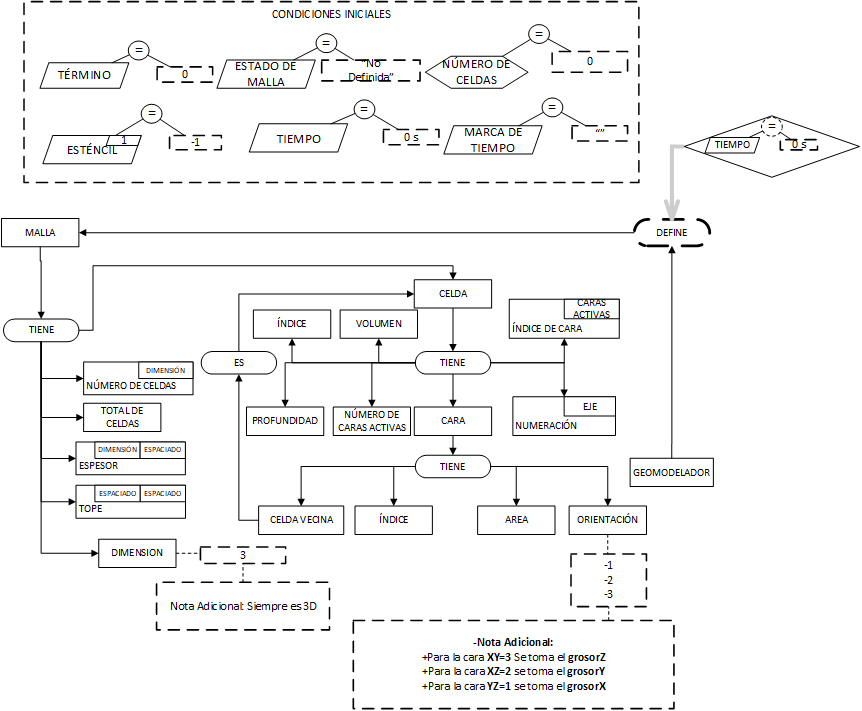 CONDICIONES INICIALES
=
TÉRMINO
0
=
ESTADO DE
MALLA
“No
Definida”
=
NÚMERO DE
CELDAS
0
=
ESTÉNCIL
1
-1
=
TIEMPO
0 s
=
MARCA DE
TIEMPO
“”
=
TIEMPO
0 s
MALLA
DEFINE
TIENE
CELDA
ÍNDICE
VOLUMEN
CARAS
ACTIVAS
ÍNDICE DE CARA
ES
TIENE
DIMENSIÓN
NÚMERO DE CELDAS
PROFUNDIDAD
NÚMERO DE
CARAS ACTIVAS
CARA
EJE
NUMERACIÓN
TOTAL DE
CELDAS
DIMENSIÓN
ESPACIADO
ESPESOR
TIENE
GEOMODELADOR
ESPACIADO
ESPACIADO
TOPE
CELDA VECINA
ÍNDICE
AREA
ORIENTACIÓN
DIMENSION
3
-1
-2
-3
Nota Adicional: Siempre es 3D
-Nota Adicional:
+Para la cara XY=3 Se toma el grosorZ
+Para la cara XZ=2 se toma el grosorY
+Para la cara YZ=1 se toma el grosorX